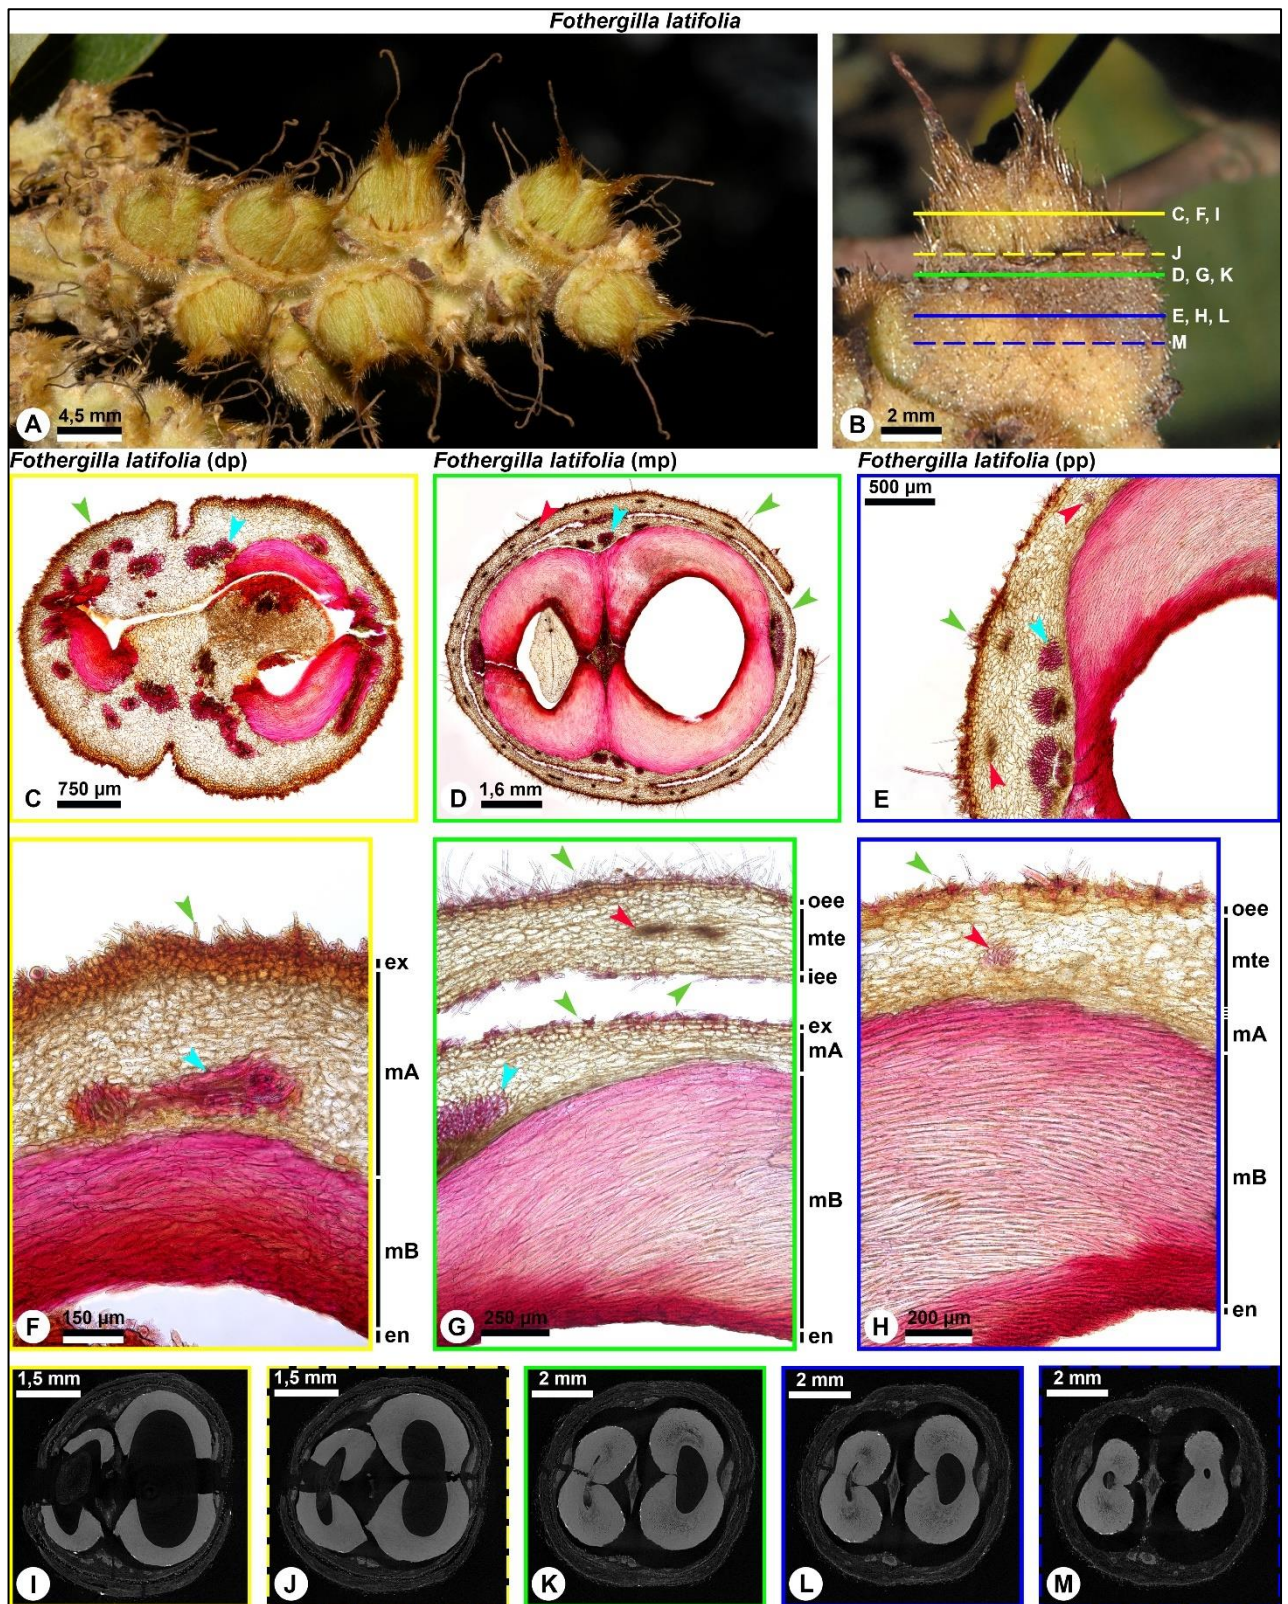 Fothergilla latifolia
C, F, I
J
D, G, K
E, H, L
M
A
4,5 mm
B
2 mm
Fothergilla latifolia (dp)
Fothergilla latifolia (mp)
Fothergilla latifolia (pp)
500 µm
C
750 µm
D
1,6 mm
E
ex
mA
mB
en
F
150 µm
oee
mte
iee
ex
mA
mB
en
G
250 µm
oee
mte
mA
mB
en
H
200 µm
1,5 mm
I
1,5 mm
J
2 mm
K
2 mm
L
2 mm
M